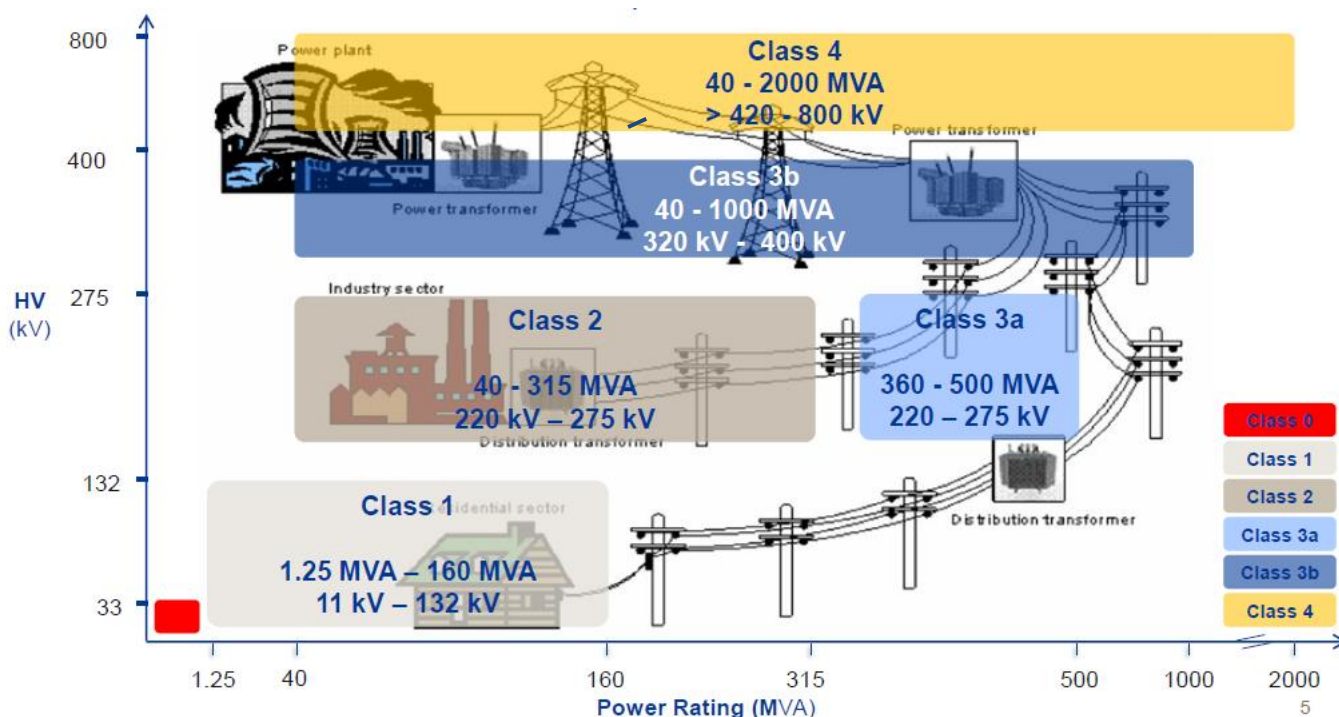 800
Power plant
Class 4
40 - 2000 MVA
> 420 - 800 kV
Power transformer
400
Class 3b
Power transformer
40 - 1000 MVA
320 kV - 400 kV
HV
(kV)
275
Industry sector
Class 2
Class 3a
40 - 315 MVA
220 kV – 275 kV
360 - 500 MVA
220 – 275 kV
Distribution transformer
Class 0
Class 1
Class 2
Class 3a
Class 3b
Class 4
132
Class 1
sidential sector
Distribution transformer
1.25 MVA – 160 MVA
11 kV – 132 kV
33
1.25 40 160 315 500 1000 2000
Power Rating (MVA)
5